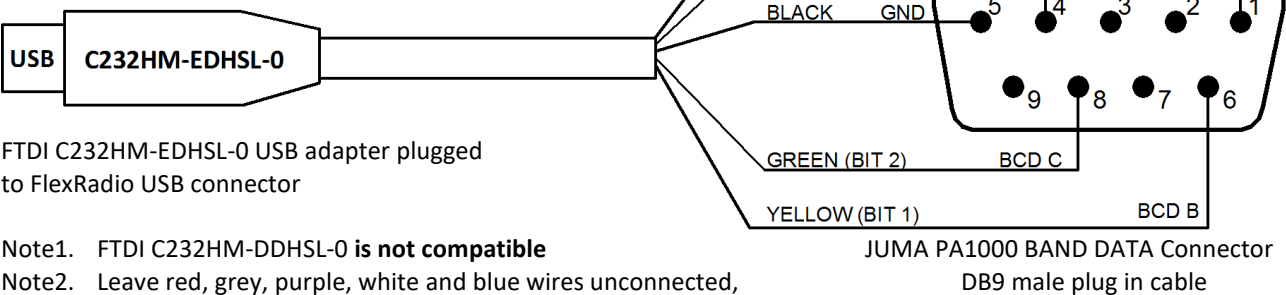 BLACK GND
5 4 3 2 1
USB C232HM-EDHSL-0
9 8 7 6
FTDI C232HM-EDHSL-0 USB adapter plugged
to FlexRadio USB connector
GREEN (BIT 2) BCD C
YELLOW (BIT 1) BCD B
Note1. FTDI C232HM-DDHSL-0 is not compatible
JUMA PA1000 BAND DATA Connector
Note2. Leave red, grey, purple, white and blue wires unconnected,
DB9 male plug in cable